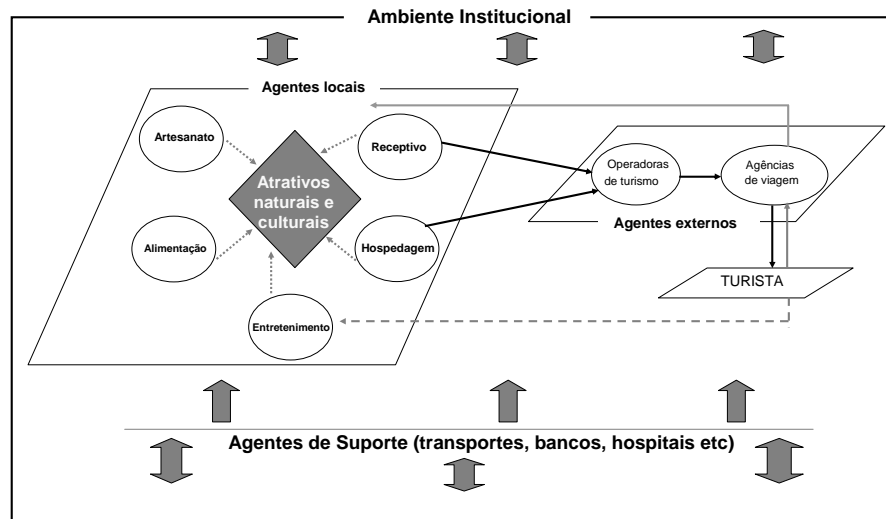 Ambiente Institucional
Agentes locais
Artesanato
Receptivo
Atrativos
naturais e
culturais
Alimentação
Hospedagem
Entretenimento
Operadoras
de turismo
Agências
de viagem
Agentes externos
TURISTA
Agentes de Suporte (transportes, bancos, hospitais etc)